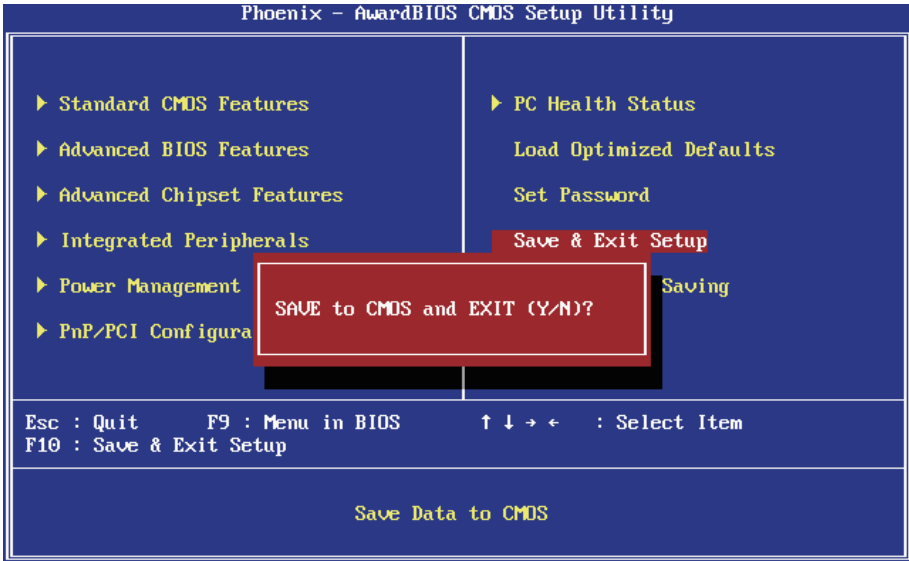 Phoenix - AwardBIOS CMOS Setup Utility
▶ Standard CMOS Features
▶ Advanced BIOS Features
▶ Advanced Chipset Features
▶ Integrated Peripherals
▶ Power Management
▶ PnP/PCI Configura
▶ PC Health Status
Load Optimized Defaults
Set Password
Save & Exit Setup
Saving
SAVE to CMOS and EXIT (Y/N)?
Esc : Quit F9 : Menu in BIOS ↑ ↓ → ← : Select Item
F10 : Save & Exit Setup
Save Data to CMOS